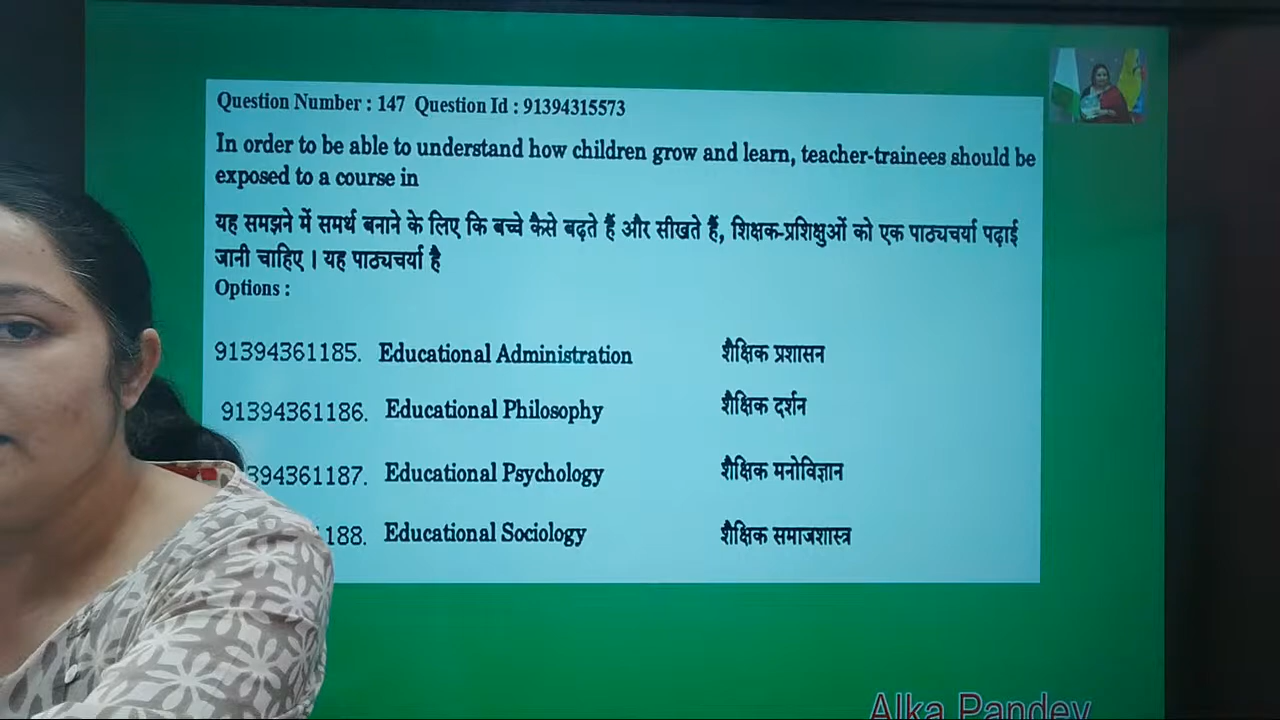 Question Number : 147 Question Id : 91394315573
In order to be able to understand how children grow and learn, teacher-trainees should be
exposed to a course in
यह समझने में समर्थ बनाने के लिए कि बच्चे कैसे बढ़ते हैं और सीखते हैं, शिक्षक-प्रशिक्षुओं को एक पाठ्यचर्या पढ़ाई
जानी चाहिए । यह पाठ्यचर्या है
Options :
91394361185. Educational Administration शैक्षिक प्रशासन
91394361186. Educational Philosophy शैक्षिक दर्शन
394361187. Educational Psychology शैक्षिक मनोविज्ञान
188. Educational Sociology शैक्षिक समाजशास्त्र
Alka Pandey